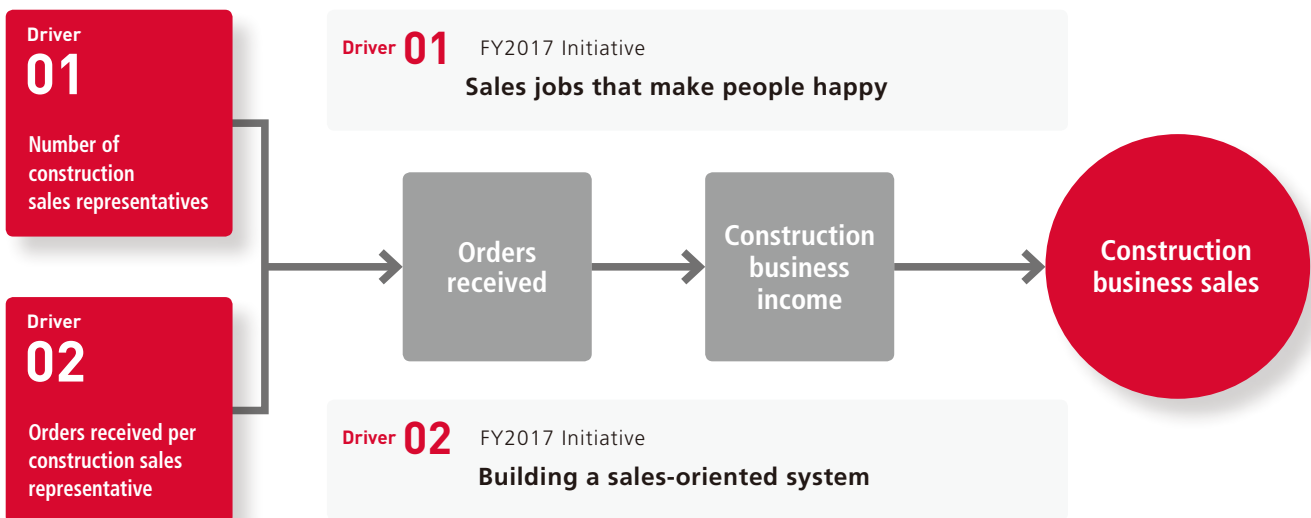 Driver
01
Number of
construction
sales representatives
Driver
02
Orders received per
construction sales
representative
Driver 01 FY2017 Initiative
Sales jobs that make people happy
Orders
received
Construction
business
income
Construction
business sales
Driver 02 FY2017 Initiative
Building a sales-oriented system